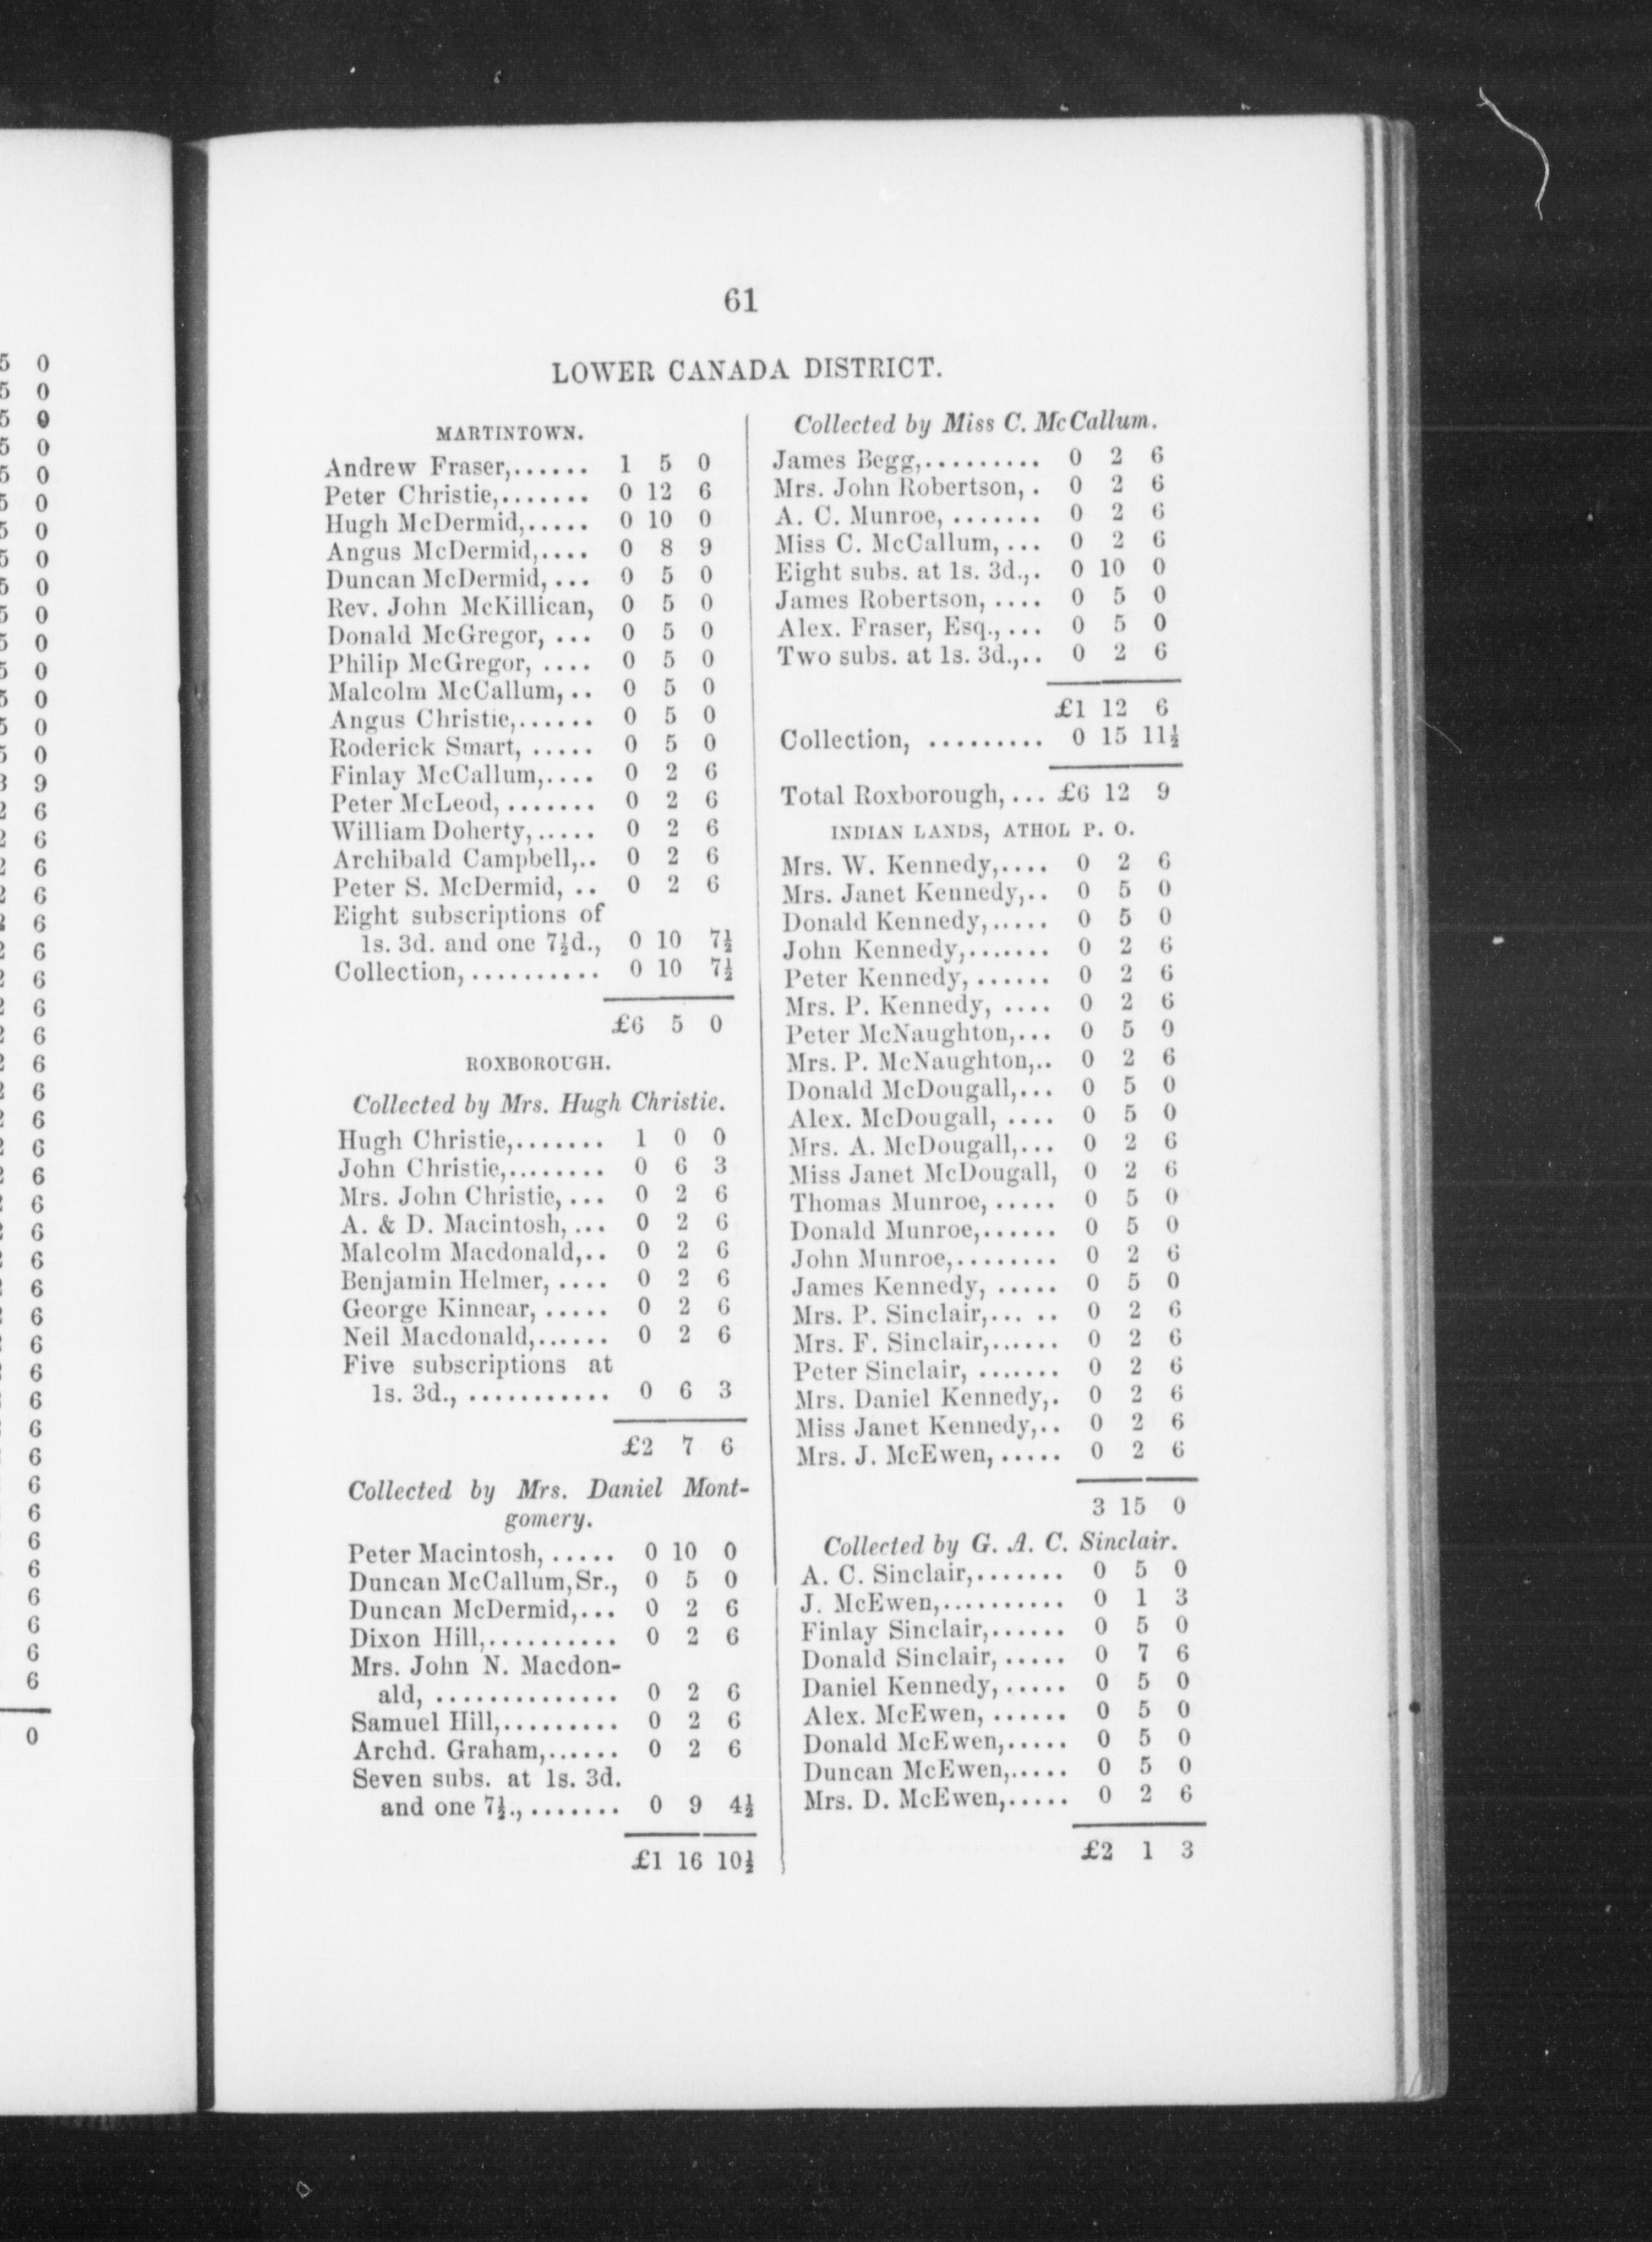 61
LOWER CANADA DISTRICT.
MARTINTOWN.
Andrew Fraser,...... 1 5 0
Peter Christie,....... 0 12 6
Hugh McDermid,..... 0 10 0
Angus McDermid,.... 0 8 9
Duncan McDermid, ... 0 5 0
Rev. John McKillican, 0 5 0
Donald McGregor, ... 0 5 0
Philip McGregor, .... 0 5 0
Malcolm McCallum, .. 0 5 0
Angus Christie,...... 0 5 0
Roderick Smart, ..... 0 5 0
Finlay McCallum,.... 0 2 6
Peter McLeod, ....... 0 2 6
William Doherty,..... 0 2 6
Archibald Campbell,.. 0 2 6
Peter S. McDermid, .. 0 2 6
Eight subscriptions of
1s. 3d. and one 7½d., 0 10 7½
Collection, .......... 0 10 7½
£6 5 0
ROXBOROUGH.
Collected by Mrs. Hugh Christie.
Hugh Christie,....... 1 0 0
John Christie,........ 0 6 3
Mrs. John Christie, ... 0 2 6
A. & D. Macintosh, ... 0 2 6
Malcolm Macdonald,.. 0 2 6
Benjamin Helmer, .... 0 2 6
George Kinnear, ..... 0 2 6
Neil Macdonald,...... 0 2 6
Five subscriptions at
1s. 3d., ........... 0 6 3
£2 7 6
Collected by Mrs. Daniel Mont-
gomery.
Peter Macintosh, ..... 0 10 0
Duncan McCallum, Sr., 0 5 0
Duncan McDermid,... 0 2 6
Dixon Hill,.......... 0 2 6
Mrs. John N. Macdon-
ald, .............. 0 2 6
Samuel Hill,......... 0 2 6
Archd. Graham,...... 0 2 6
Seven subs. at 1s. 3d.
and one 7½., ....... 0 9 4½
£1 16 10½
Collected by Miss C. McCallum.
James Begg,......... 0 2 6
Mrs. John Robertson, . 0 2 6
A. C. Munroe, ....... 0 2 6
Miss C. McCallum, ... 0 2 6
Eight subs. at 1s. 3d.,. 0 10 0
James Robertson, .... 0 5 0
Alex. Fraser, Esq., ... 0 5 0
Two subs. at 1s. 3d.,.. 0 2 6
£1 12 6
Collection, ......... 0 15 11½
Total Roxborough, ... £6 12 9
INDIAN LANDS, ATHOL P. O.
Mrs. W. Kennedy,.... 0 2 6
Mrs. Janet Kennedy,.. 0 5 0
Donald Kennedy,..... 0 5 0
John Kennedy,....... 0 2 6
Peter Kennedy, ...... 0 2 6
Mrs. P. Kennedy, .... 0 2 6
Peter McNaughton,... 0 5 0
Mrs. P. McNaughton,.. 0 2 6
Donald McDougall,... 0 5 0
Alex. McDougall, .... 0 5 0
Mrs. A. McDougall,... 0 2 6
Miss Janet McDougall, 0 2 6
Thomas Munroe, ..... 0 5 0
Donald Munroe,...... 0 5 0
John Munroe,........ 0 2 6
James Kennedy, ..... 0 5 0
Mrs. P. Sinclair,... .. 0 2 6
Mrs. F. Sinclair,...... 0 2 6
Peter Sinclair, ....... 0 2 6
Mrs. Daniel Kennedy,. 0 2 6
Miss Janet Kennedy,.. 0 2 6
Mrs. J. McEwen, ..... 0 2 6
3 15 0
Collected by G. A. C. Sinclair.
A. C. Sinclair,....... 0 5 0
J. McEwen,.......... 0 1 3
Finlay Sinclair,...... 0 5 0
Donald Sinclair, ..... 0 7 6
Daniel Kennedy, ..... 0 5 0
Alex. McEwen, ...... 0 5 0
Donald McEwen,..... 0 5 0
Duncan McEwen,..... 0 5 0
Mrs. D. McEwen,..... 0 2 6
£2 1 3